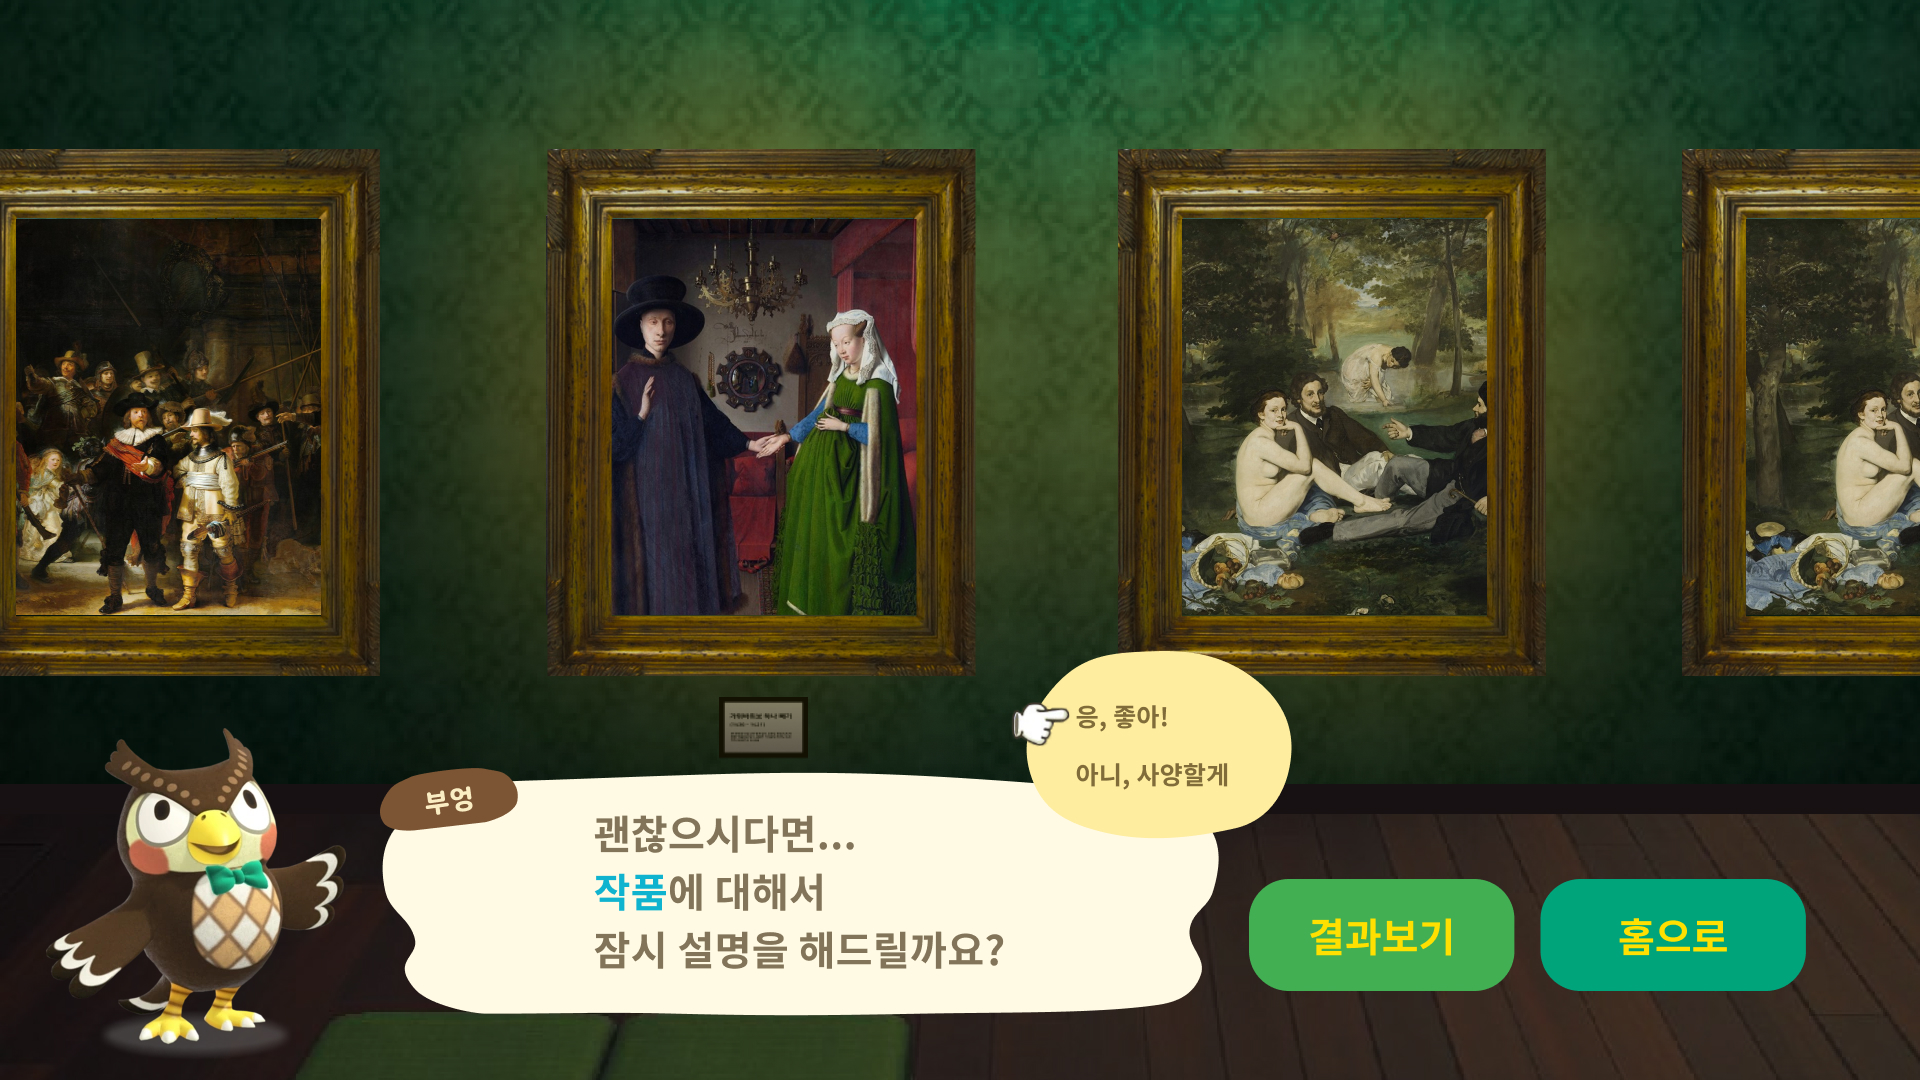 응, 좋아!
아니, 사양할게
부엉
괜찮으시다면...
작품에 대해서
잠시 설명을 해드릴까요?
결과보기
홈으로